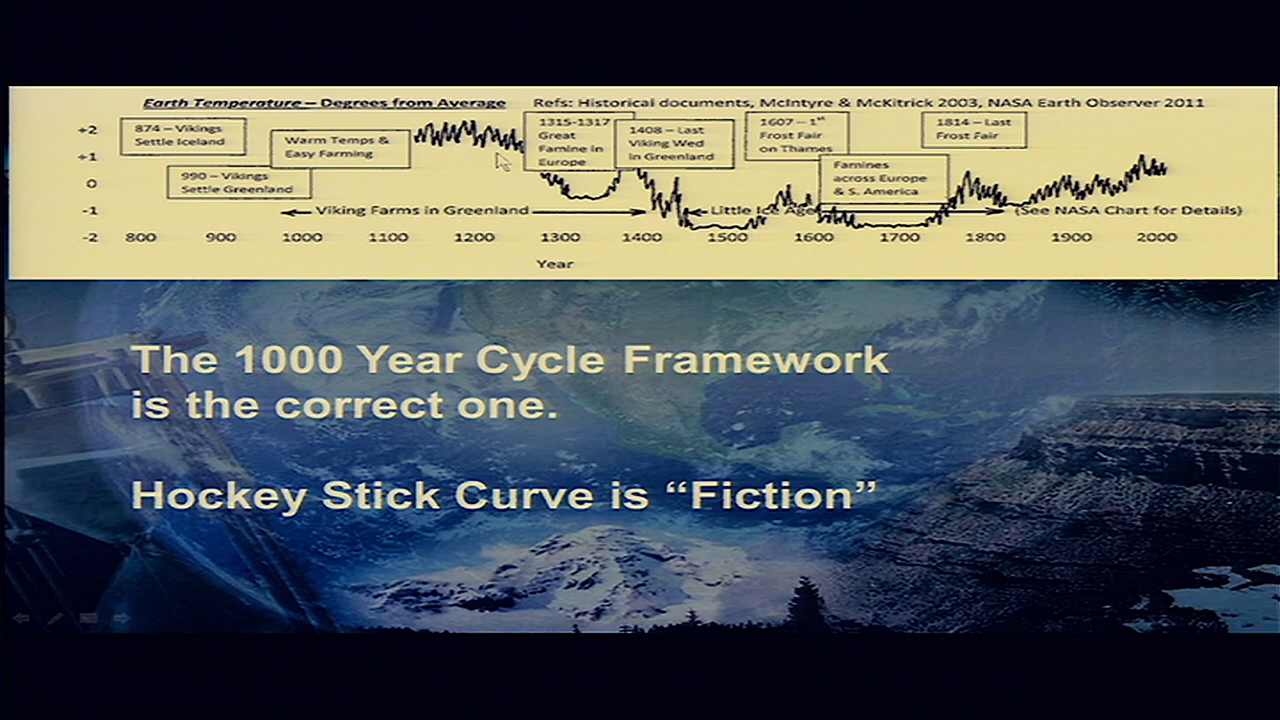 Earth Temperature – Degrees from Average Refs: Historical documents, McIntyre & McKitrick 2003, NASA Earth Observer 2011
+2
+1
0
-1
-2
874 – Vikings
Settle Iceland
990 – Vikings
Settle Greenland
Warm Temps &
Easy Farming
1315-1317
Great
Famine in
Europe
1408 – Last
Viking Wed
in Greenland
1607 – 1st
Frost Fair
on Thames
Famines
across Europe
& S. America
1814 – Last
Frost Fair
Viking Farms in Greenland
Little Ice Age
(See NASA Chart for Details)
800 900 1000 1100 1200 1300 1400 1500 1600 1700 1800 1900 2000
Year
The 1000 Year Cycle Framework
is the correct one.
Hockey Stick Curve is “Fiction”